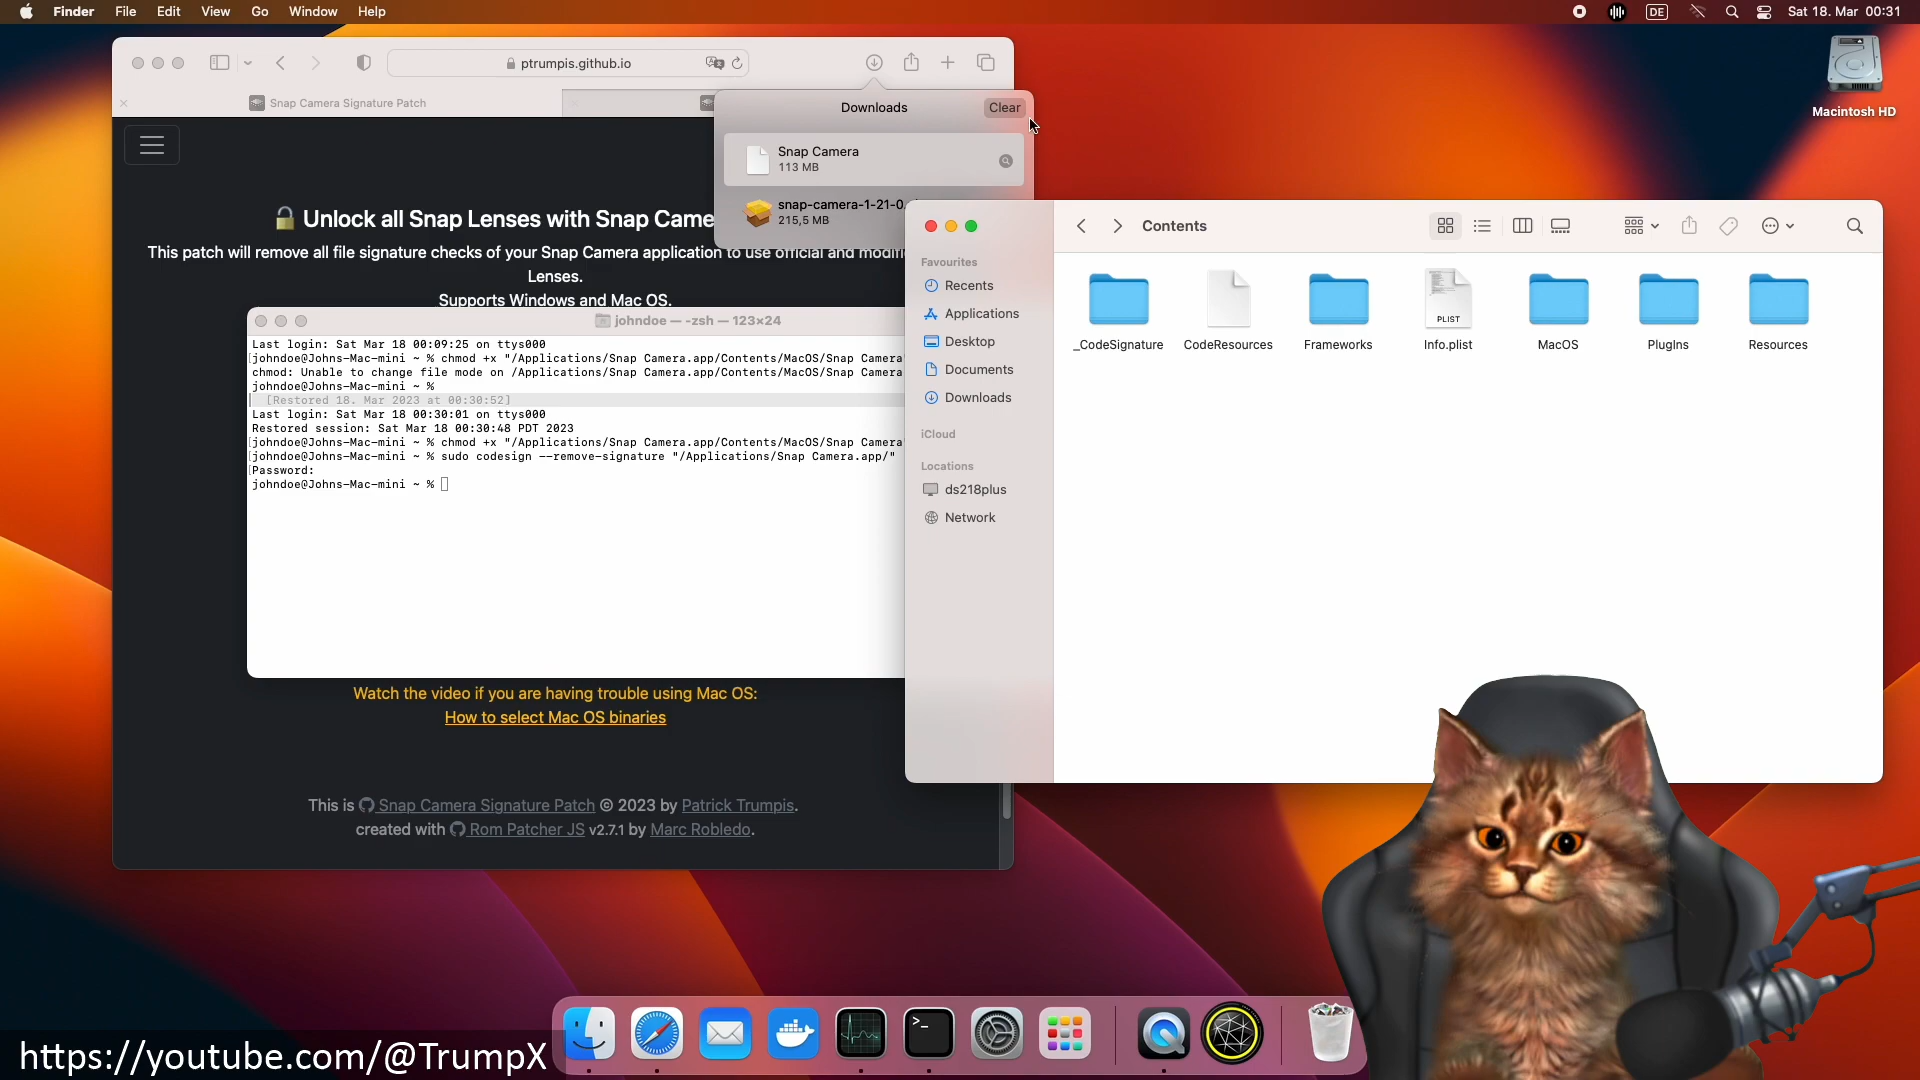 Finder File Edit View Go Window Help
DE Sat 18. Mar 00:31
Macintosh HD
ptrumpis.github.io
Snap Camera Signature Patch
Downloads
Clear
Snap Camera
113 MB
snap-camera-1-21-0
215,5 MB
🔒 Unlock all Snap Lenses with Snap Came
This patch will remove all file signature checks of your Snap Camera application to use official and modifi
Lenses.
Supports Windows and Mac OS.
johndoe — -zsh — 123×24
Last login: Sat Mar 18 00:09:25 on ttys000
[johndoe@Johns-Mac-mini ~ % chmod +x "/Applications/Snap Camera.app/Contents/MacOS/Snap Camera"
chmod: Unable to change file mode on /Applications/Snap Camera.app/Contents/MacOS/Snap Camera
johndoe@Johns-Mac-mini ~ %
[Restored 18. Mar 2023 at 00:30:52]
Last login: Sat Mar 18 00:30:01 on ttys000
Restored session: Sat Mar 18 00:30:48 PDT 2023
[johndoe@Johns-Mac-mini ~ % chmod +x "/Applications/Snap Camera.app/Contents/MacOS/Snap Camera"
[johndoe@Johns-Mac-mini ~ % sudo codesign --remove-signature "/Applications/Snap Camera.app/"
[Password:
johndoe@Johns-Mac-mini ~ %
Watch the video if you are having trouble using Mac OS:
How to select Mac OS binaries
This is Snap Camera Signature Patch © 2023 by Patrick Trumpis.
created with Rom Patcher JS v2.7.1 by Marc Robledo.
Contents
Favourites
Recents
Applications
Desktop
Documents
Downloads
iCloud
Locations
ds218plus
Network
PLIST
_CodeSignature CodeResources Frameworks Info.plist MacOS PlugIns Resources
https://youtube.com/@TrumpX